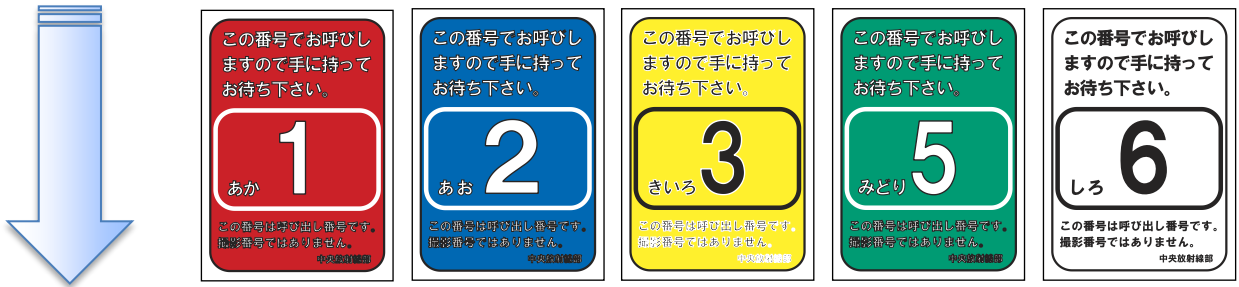 この番号でお呼びし
ますので手に持って
お待ち下さい。
あか 1
この番号は呼び出し番号です。
撮影番号ではありません。
中央放射線部
この番号でお呼びし
ますので手に持って
お待ち下さい。
あお 2
この番号は呼び出し番号です。
撮影番号ではありません。
中央放射線部
この番号でお呼びし
ますので手に持って
お待ち下さい。
きいろ 3
この番号は呼び出し番号です。
撮影番号ではありません。
中央放射線部
この番号でお呼びし
ますので手に持って
お待ち下さい。
みどり 5
この番号は呼び出し番号です。
撮影番号ではありません。
中央放射線部
この番号でお呼びし
ますので手に持って
お待ち下さい。
しろ 6
この番号は呼び出し番号です。
撮影番号ではありません。
中央放射線部